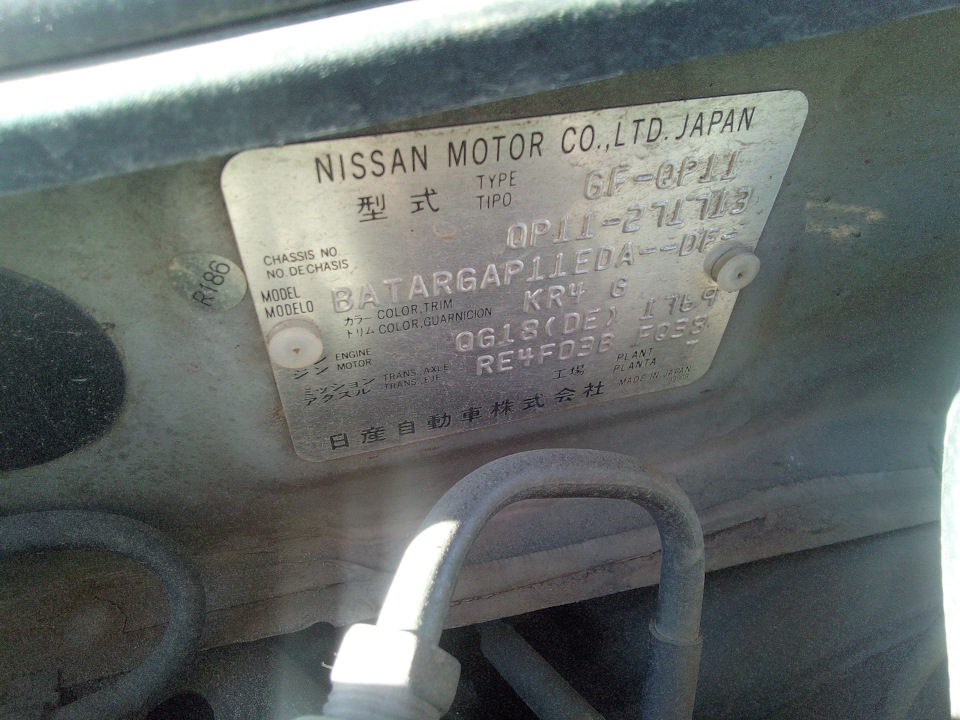 NISSAN MOTOR CO.,LTD. JAPAN
型式 TYPE TIPO GF-QP11
CHASSIS NO. NO. DE CHASIS QP11-271713
MODEL MODELO BATARGAP11EDA--DF-
カラー COLOR,TRIM トリム COLOR,GUARNICION KR4 G
ジン ENGINE MOTOR QG18(DE) 1769
ミッション アクスル TRANS. AXLE TRANS. EJE RE4F03B FQ38
工場 PLANT PLANTA
日産自動車株式会社 MADE IN JAPAN
R186